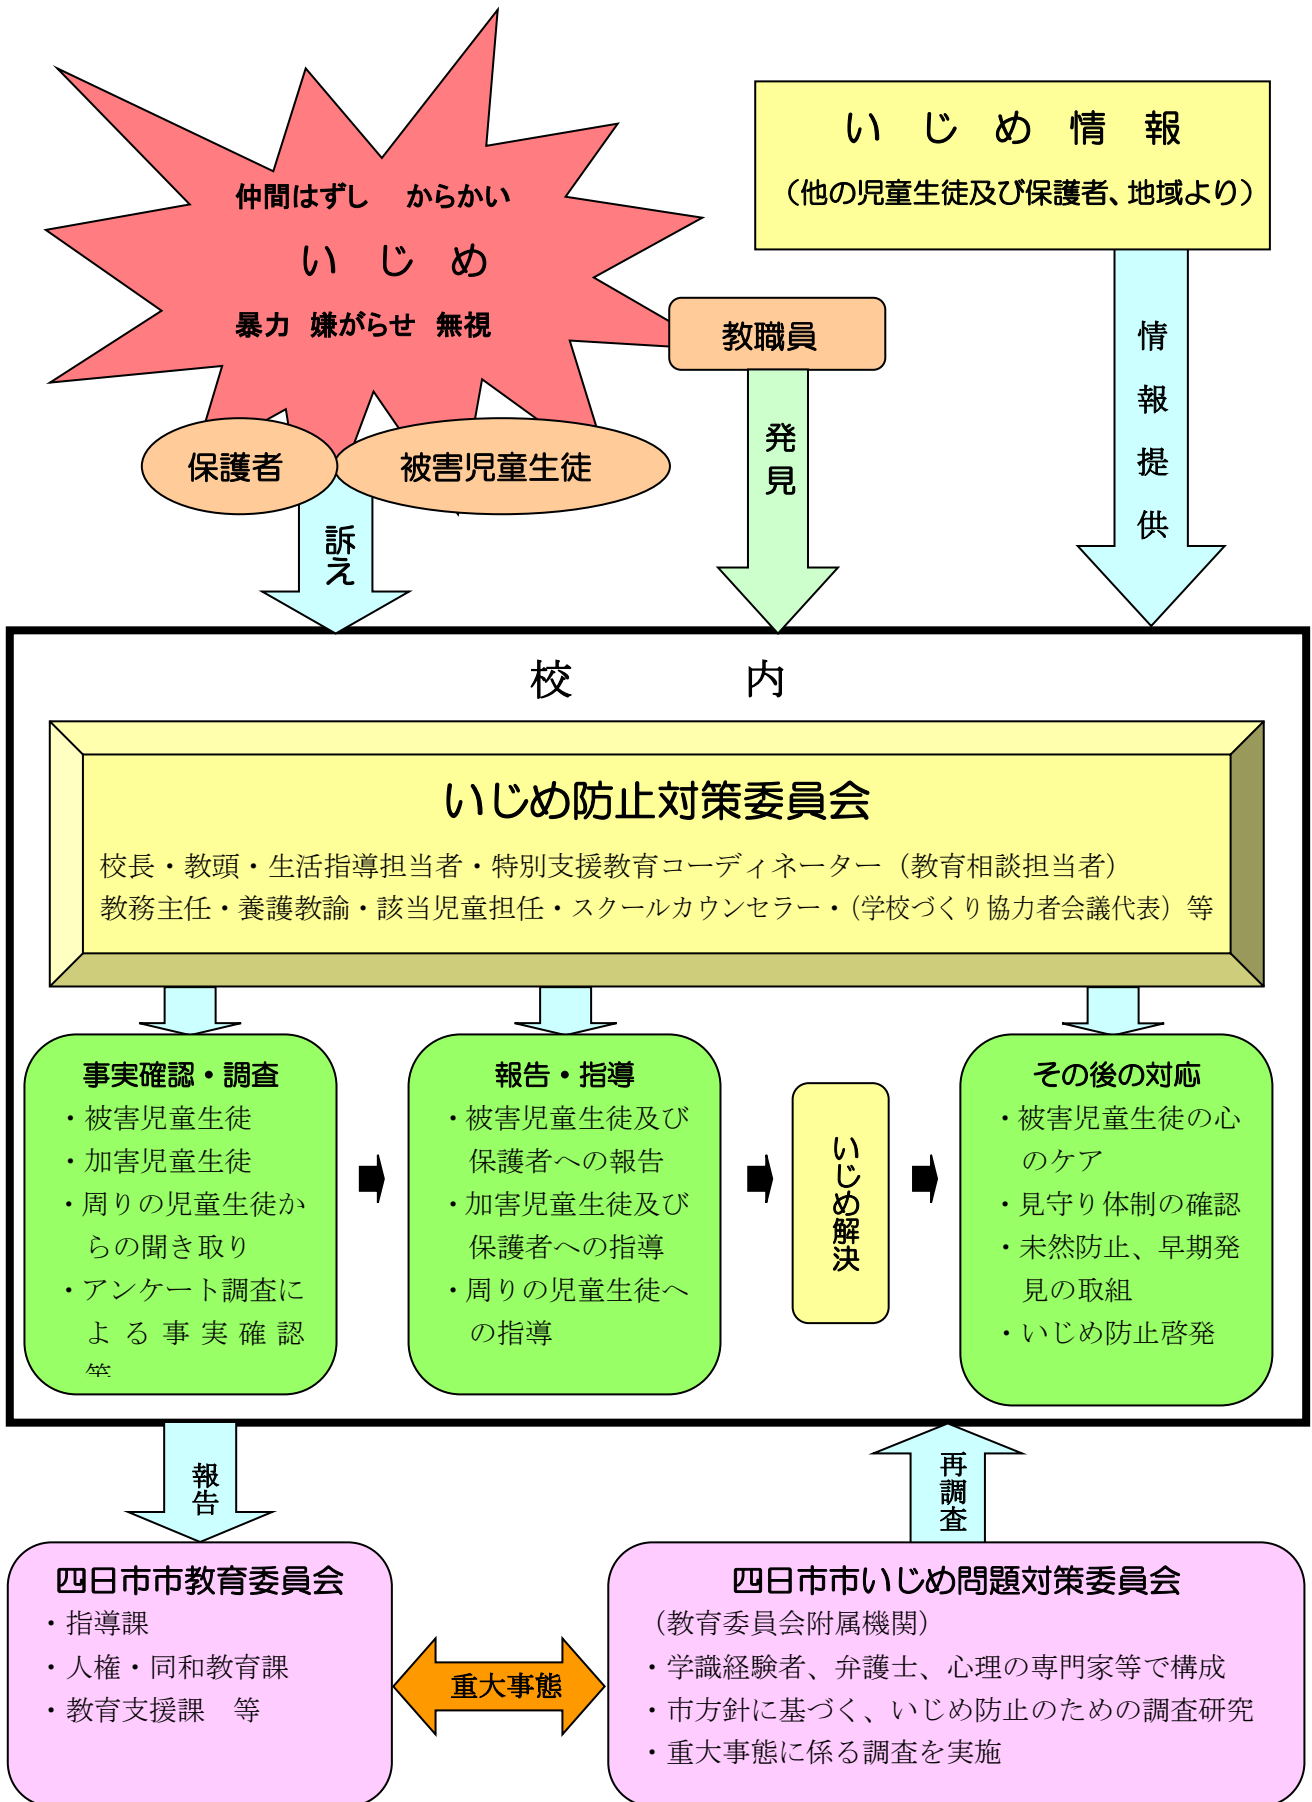 仲間はずし　からかい
い　じ　め
暴力　嫌がらせ　無視
い　じ　め　情　報
（他の児童生徒及び保護者、地域より）
教職員
保護者
被害児童生徒
訴え
発見
情報提供
校　　　　内
いじめ防止対策委員会
校長・教頭・生活指導担当者・特別支援教育コーディネーター（教育相談担当者）
教務主任・養護教諭・該当児童担任・スクールカウンセラー・（学校づくり協力者会議代表）等
事実確認・調査
・被害児童生徒
・加害児童生徒
・周りの児童生徒か
らの聞き取り
・アンケート調査に
よる事実確認
等
報告・指導
・被害児童生徒及び
保護者への報告
・加害児童生徒及び
保護者への指導
・周りの児童生徒へ
の指導
いじめ解決
その後の対応
・被害児童生徒の心
のケア
・見守り体制の確認
・未然防止、早期発
見の取組
・いじめ防止啓発
報告
再調査
四日市市教育委員会
・指導課
・人権・同和教育課
・教育支援課　等
重大事態
四日市市いじめ問題対策委員会
（教育委員会附属機関）
・学識経験者、弁護士、心理の専門家等で構成
・市方針に基づく、いじめ防止のための調査研究
・重大事態に係る調査を実施